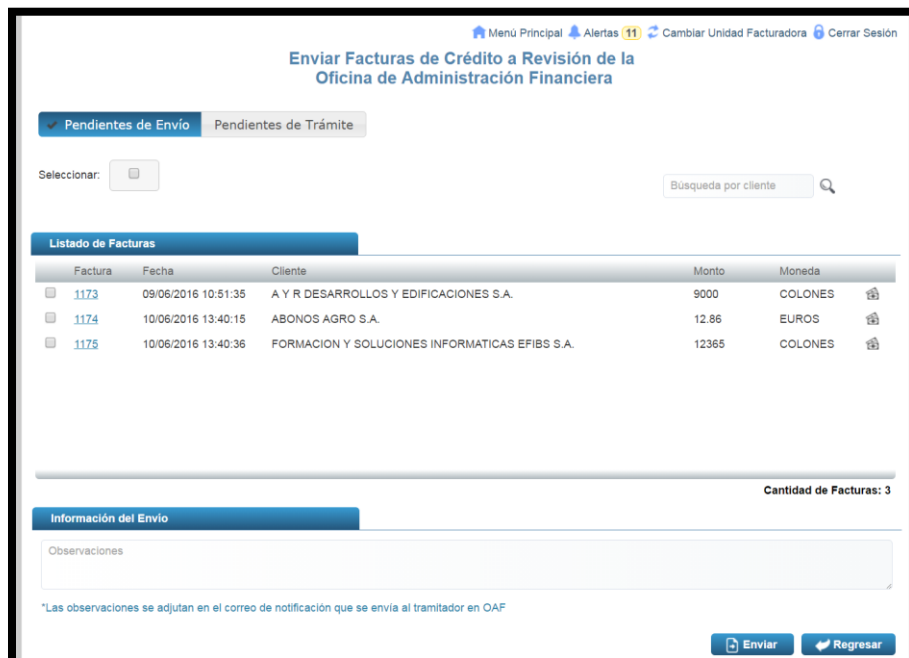 Menú Principal Alertas 11 Cambiar Unidad Facturadora Cerrar Sesión
Enviar Facturas de Crédito a Revisión de la
Oficina de Administración Financiera
Pendientes de Envío Pendientes de Trámite
Seleccionar:
Búsqueda por cliente
Listado de Facturas
Factura Fecha Cliente Monto Moneda
1173 09/06/2016 10:51:35 A Y R DESARROLLOS Y EDIFICACIONES S.A. 9000 COLONES
1174 10/06/2016 13:40:15 ABONOS AGRO S.A. 12.86 EUROS
1175 10/06/2016 13:40:36 FORMACION Y SOLUCIONES INFORMATICAS EFIBS S.A. 12365 COLONES
Cantidad de Facturas: 3
Información del Envio
Observaciones
*Las observaciones se adjutan en el correo de notificación que se envía al tramitador en OAF
Enviar Regresar